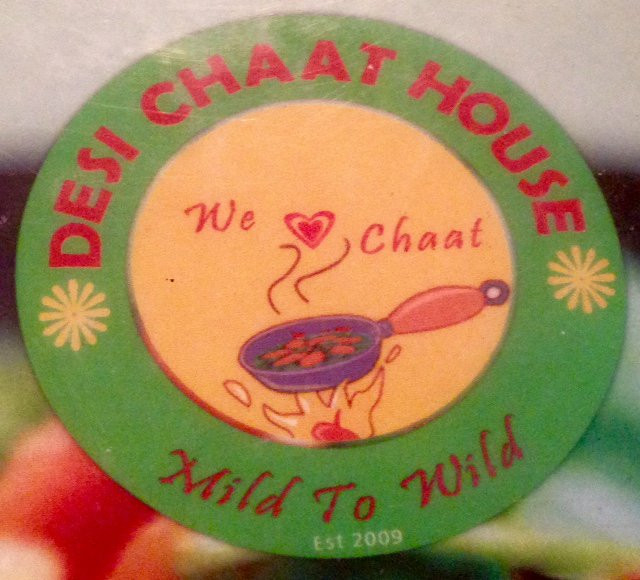 DESI CHAAT HOUSE
We
Chaat
Mild To Wild
Est 2009